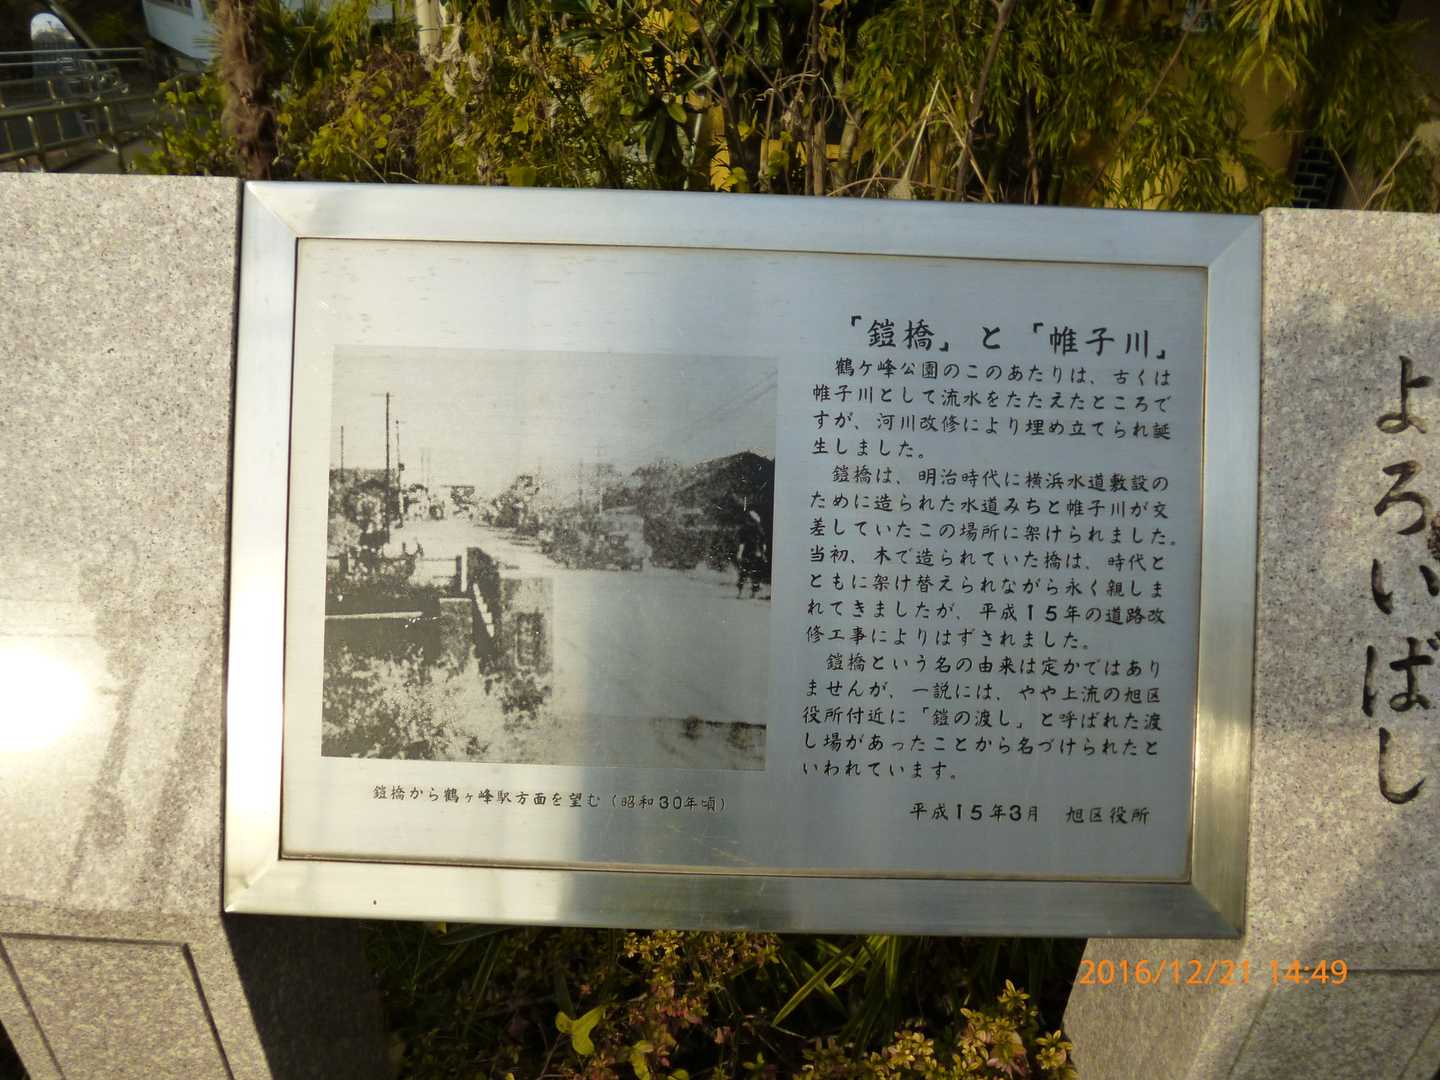 「鎧橋」と「帷子川」
鶴ケ峰公園のこのあたりは、古くは
帷子川として流水をたたえたところで
すが、河川改修により埋め立てられ誕
生しました。
鎧橋は、明治時代に横浜水道敷設の
ために造られた水道みちと帷子川が交
差していたこの場所に架けられました。
当初、木で造られていた橋は、時代と
ともに架け替えられながら永く親しま
れてきましたが、平成15年の道路改
修工事によりはずされました。
鎧橋という名の由来は定かではあり
ませんが、一説には、やや上流の旭区
役所付近に「鎧の渡し」と呼ばれた渡
し場があったことから名づけられたと
いわれています。
平成15年3月 旭区役所
鎧橋から鶴ヶ峰駅方面を望む（昭和30年頃）
よろいばし
2016/12/21 14:49